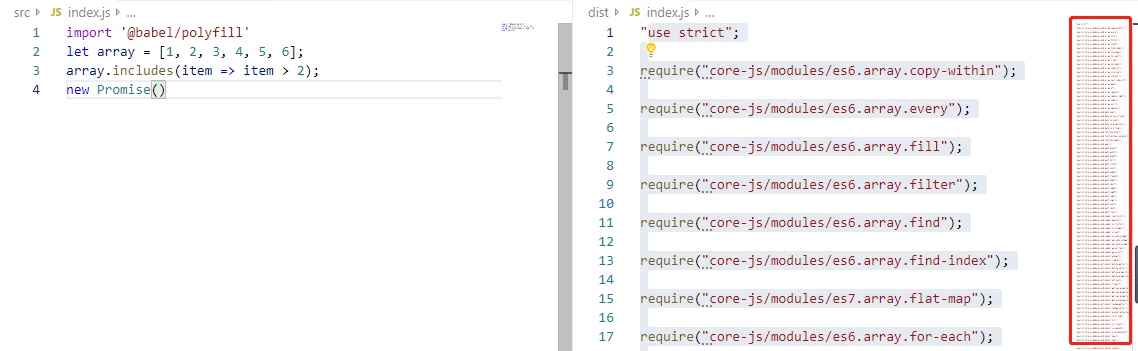 src > JS index.js > ...
1 import '@babel/polyfill'
2 let array = [1, 2, 3, 4, 5, 6];
3 array.includes(item => item > 2);
4 new Promise()
dist > JS index.js > ...
1 "use strict";
2
3 require("core-js/modules/es6.array.copy-within");
4
5 require("core-js/modules/es6.array.every");
6
7 require("core-js/modules/es6.array.fill");
8
9 require("core-js/modules/es6.array.filter");
10
11 require("core-js/modules/es6.array.find");
12
13 require("core-js/modules/es6.array.find-index");
14
15 require("core-js/modules/es7.array.flat-map");
16
17 require("core-js/modules/es6.array.for-each");